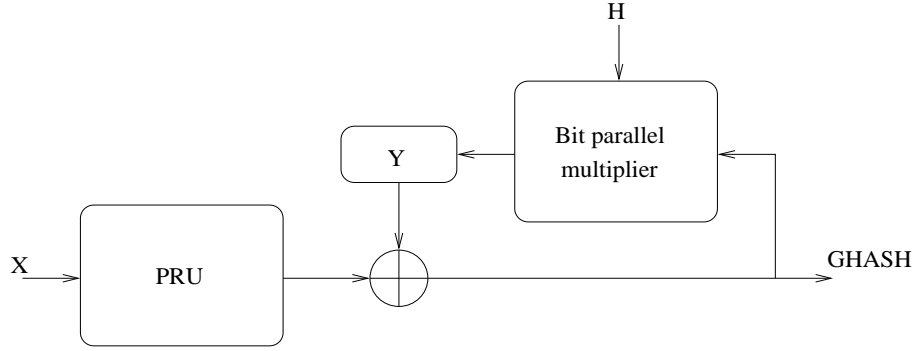 H
Bit parallel
multiplier
Y
X
PRU
GHASH